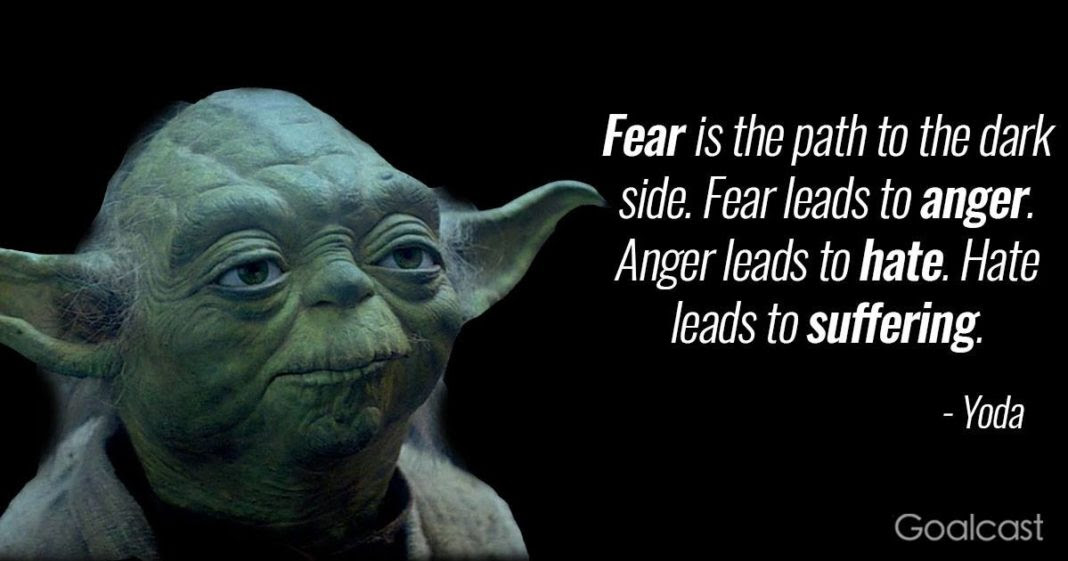 Fear is the path to the dark
side. Fear leads to anger.
Anger leads to hate. Hate
leads to suffering.
- Yoda
Goalcast